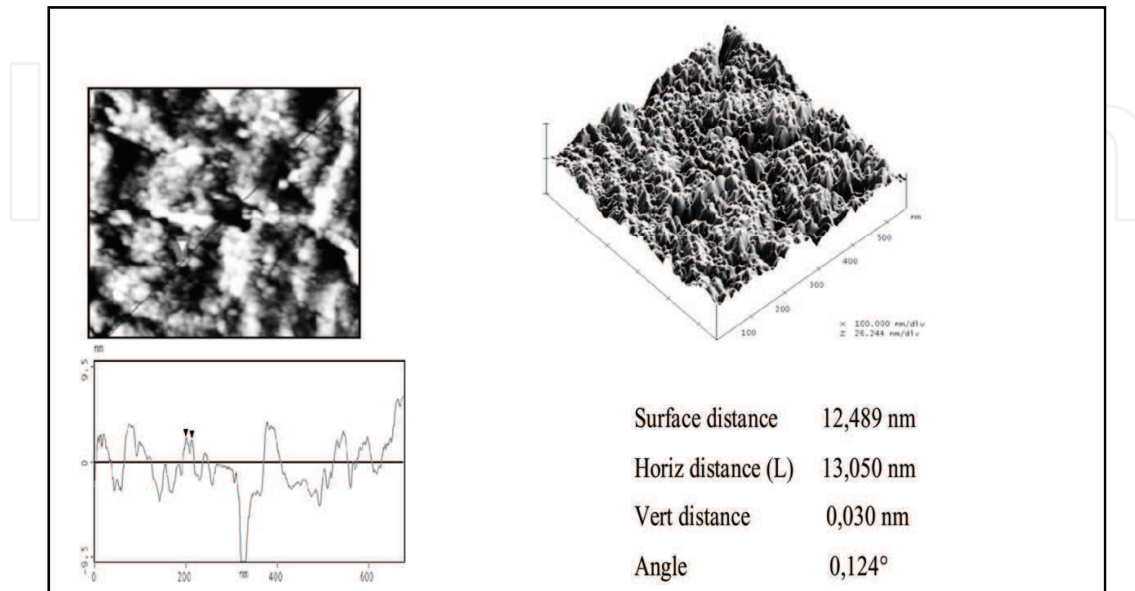 500
nm
400
300
200
100
X 100.000 nm/div
Z 26.244 nm/div
nm
9.5
0
-9.5
0
200
nm
400
600
Surface distance 12,489 nm
Horiz distance (L) 13,050 nm
Vert distance 0,030 nm
Angle 0,124°